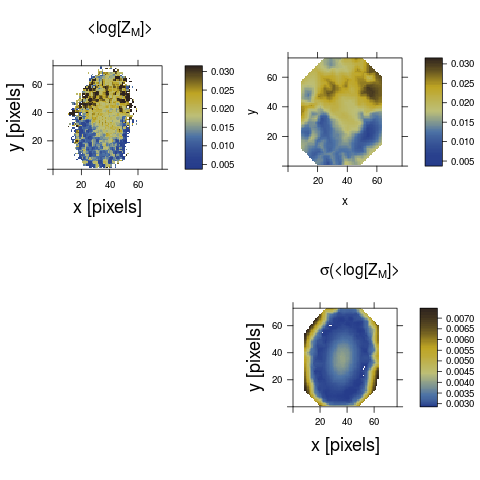 <log[Z_M]>
60
40
20
20 40 60
x [pixels]
y [pixels]
0.030
0.025
0.020
0.015
0.010
0.005
60
40
20
20 40 60
x
y
0.030
0.025
0.020
0.015
0.010
0.005
σ(<log[Z_M]>
60
40
20
20 40 60
x [pixels]
y [pixels]
0.0070
0.0065
0.0060
0.0055
0.0050
0.0045
0.0040
0.0035
0.0030